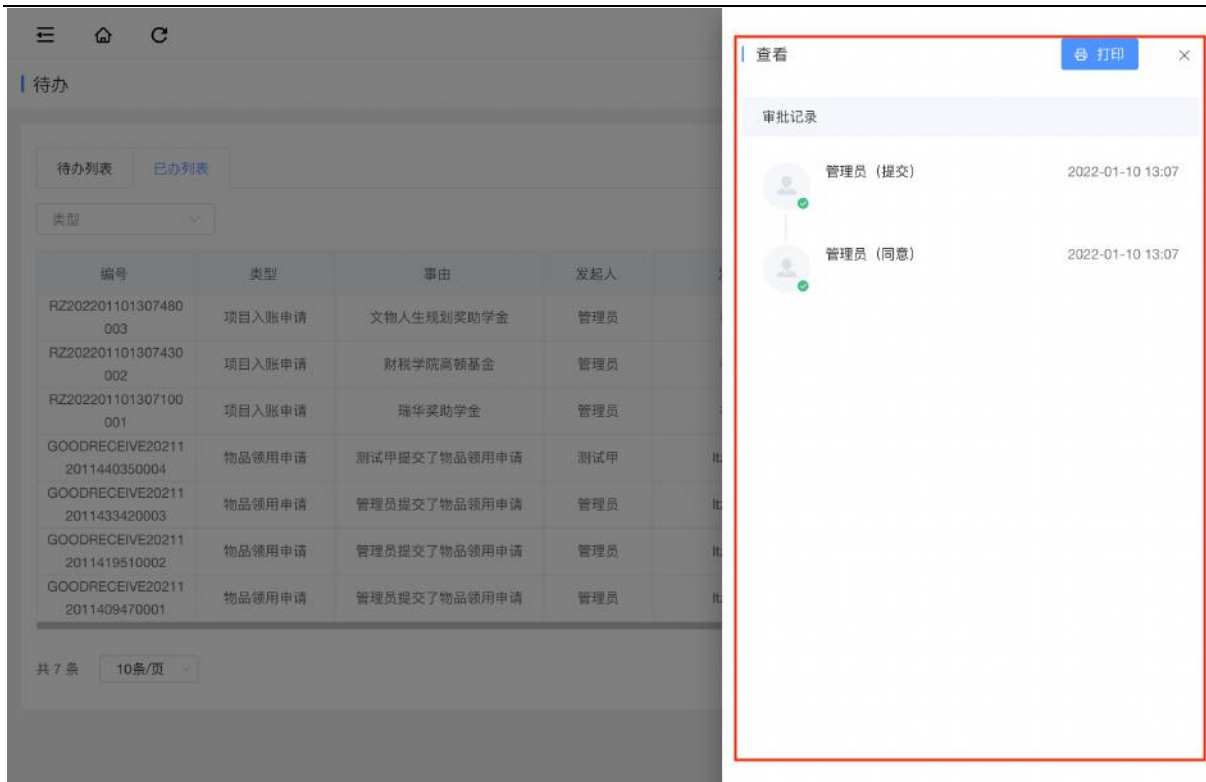 待办
待办列表 已办列表
类型
编号 类型 事由 发起人
RZ202201101307480
003 项目入账申请 文物人生规划奖助学金 管理员
RZ202201101307430
002 项目入账申请 财税学院高顿基金 管理员
RZ202201101307100
001 项目入账申请 瑞华奖助学金 管理员
GOODRECEIVE20211
2011440350004 物品领用申请 测试甲提交了物品领用申请 测试甲
GOODRECEIVE20211
2011433420003 物品领用申请 管理员提交了物品领用申请 管理员
GOODRECEIVE20211
2011419510002 物品领用申请 管理员提交了物品领用申请 管理员
GOODRECEIVE20211
2011409470001 物品领用申请 管理员提交了物品领用申请 管理员
共 7 条 10条/页
查看 打印
审批记录
管理员（提交） 2022-01-10 13:07
管理员（同意） 2022-01-10 13:07